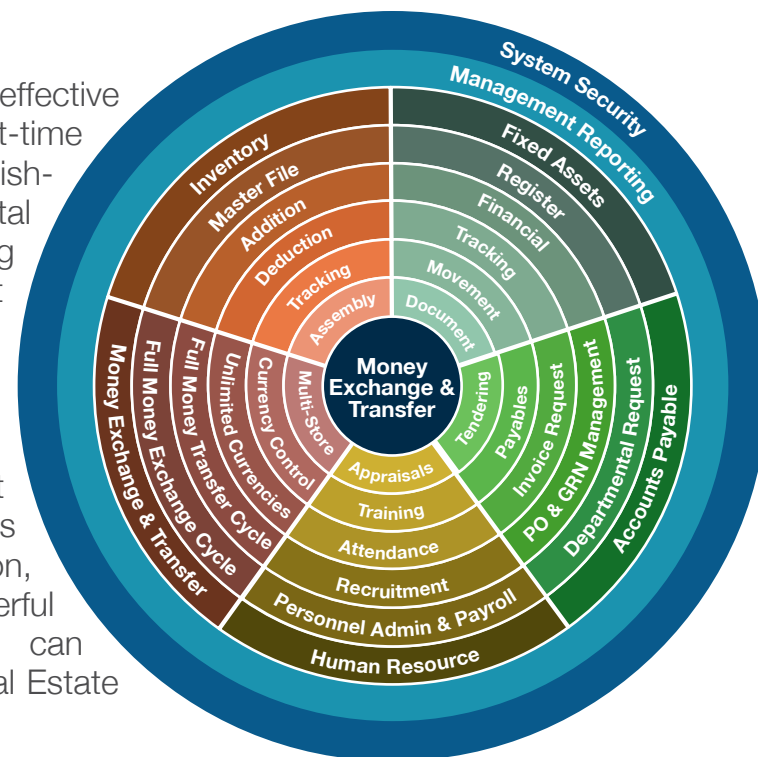 effective
t-time
ish-
tal
g
t
t
s
on,
erful
can
al Estate
System Security
Management Reporting
Inventory
Master File
Addition
Deduction
Tracking
Assembly
Fixed Assets
Register
Financial
Tracking
Movement
Document
Money
Exchange &
Transfer
Money Exchange & Transfer
Full Money Exchange Cycle
Full Money Transfer Cycle
Unlimited Currencies
Currency Control
Multi-Store
Tendering
Payables
Invoice Request
PO & GRN Management
Departmental Request
Accounts Payable
Appraisals
Training
Attendance
Recruitment
Personnel Admin & Payroll
Human Resource